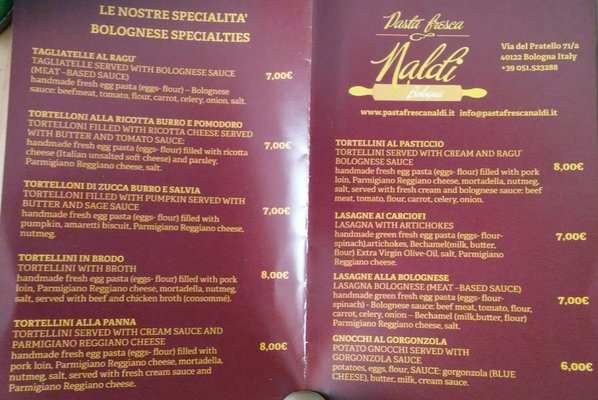 LE NOSTRE SPECIALITA'
BOLOGNESE SPECIALTIES
TAGLIATELLE AL RAGU'
TAGLIATELLE SERVED WITH BOLOGNESE SAUCE
(MEAT –BASED SAUCE)
7,00€
handmade fresh egg pasta (eggs- flour) – Bolognese
sauce: beefmeat, tomato, flour, carrot, celery, onion, salt.
TORTELLONI ALLA RICOTTA BURRO E POMODORO
TORTELLONI FILLED WITH RICOTTA CHEESE SERVED
WITH BUTTER AND TOMATO SAUCE:
7,00€
handmade fresh egg pasta (eggs-flour) filled with ricotta
cheese (Italian unsalted soft cheese) and parsley,
Parmigiano Reggiano cheese, salt.
TORTELLONI DI ZUCCA BURRO E SALVIA
TORTELLONI FILLED WITH PUMPKIN SERVED WITH
BUTTER AND SAGE SAUCE
7,00€
handmade fresh egg pasta (eggs- flour) filled with
pumpkin, amaretti biscuit, Parmigiano Reggiano cheese,
nutmeg.
TORTELLINI IN BRODO
TORTELLINI WITH BROTH
8,00€
handmade fresh egg pasta (eggs- flour) filled with pork
loin, Parmigiano Reggiano cheese, mortadella, nutmeg,
salt, served with beef and chicken broth (consommé).
TORTELLINI ALLA PANNA
TORTELLINI SERVED WITH CREAM SAUCE AND
PARMIGIANO REGGIANO CHEESE
8,00€
handmade fresh egg pasta (eggs- flour) filled with
pork loin, Parmigiano Reggiano cheese, mortadella,
nutmeg, salt, served with fresh cream sauce and
Parmigiano Reggiano cheese.
Pasta fresca
Naldi
Bologna
Via del Pratello 71/a
40122 Bologna Italy
+39 051.523288
www.pastafrescanaldi.it info@pastafrescanaldi.it
TORTELLINI AL PASTICCIO
TORTELLINI SERVED WITH CREAM AND RAGU'
BOLOGNESE SAUCE
8,00€
handmade fresh egg pasta (eggs-flour) filled with pork
loin, Parmigiano Reggiano cheese, mortadella, nutmeg,
salt, served with fresh cream and bolognese sauce: beef
meat, tomato, flour, carrot, celery, onion.
LASAGNE AI CARCIOFI
LASAGNA WITH ARTICHOKES
7,00€
handmade green fresh egg pasta (eggs- flour-
spinach),artichokes, Bechamel(milk, butter,
flour) Extra Virgin Olive-Oil, salt, Parmigiano
Reggiano cheese.
LASAGNE ALLA BOLOGNESE
LASAGNA BOLOGNESE (MEAT –BASED SAUCE)
handmade green fresh egg pasta (eggs-flour-
7,00€
spinach)- Bolognese sauce: beef meat, tomato, flour,
carrot, celery, onion – Bechamel (milk,butter, flour)
Parmigiano Reggiano cheese, salt.
GNOCCHI AL GORGONZOLA
POTATO GNOCCHI SERVED WITH
GORGONZOLA SAUCE
6,00€
potatoes, eggs, flour, SAUCE: gorgonzola (BLUE
CHEESE), butter, milk, cream sauce.